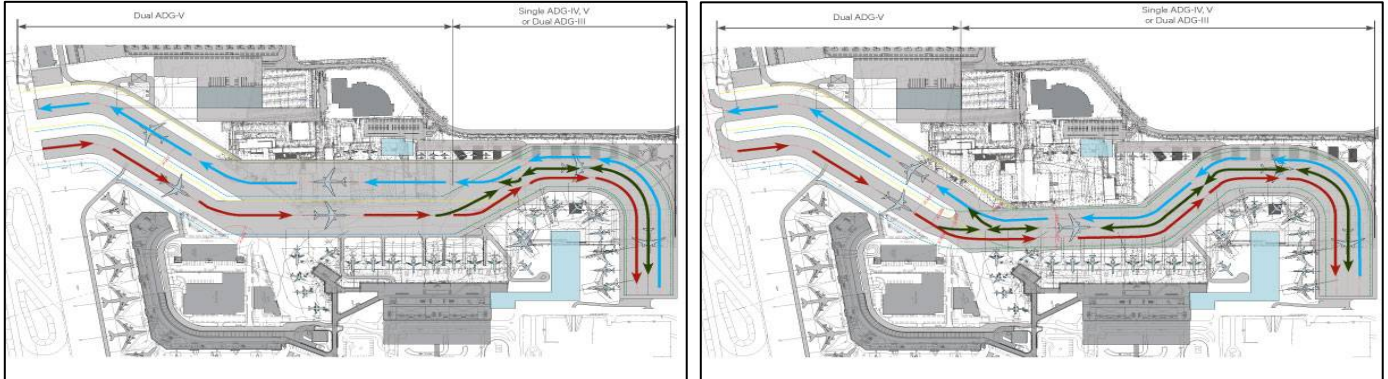 Dual ADG-V
Single ADG-IV, V
or Dual ADG-III
Dual ADG-V
Single ADG-IV, V
or Dual ADG-III